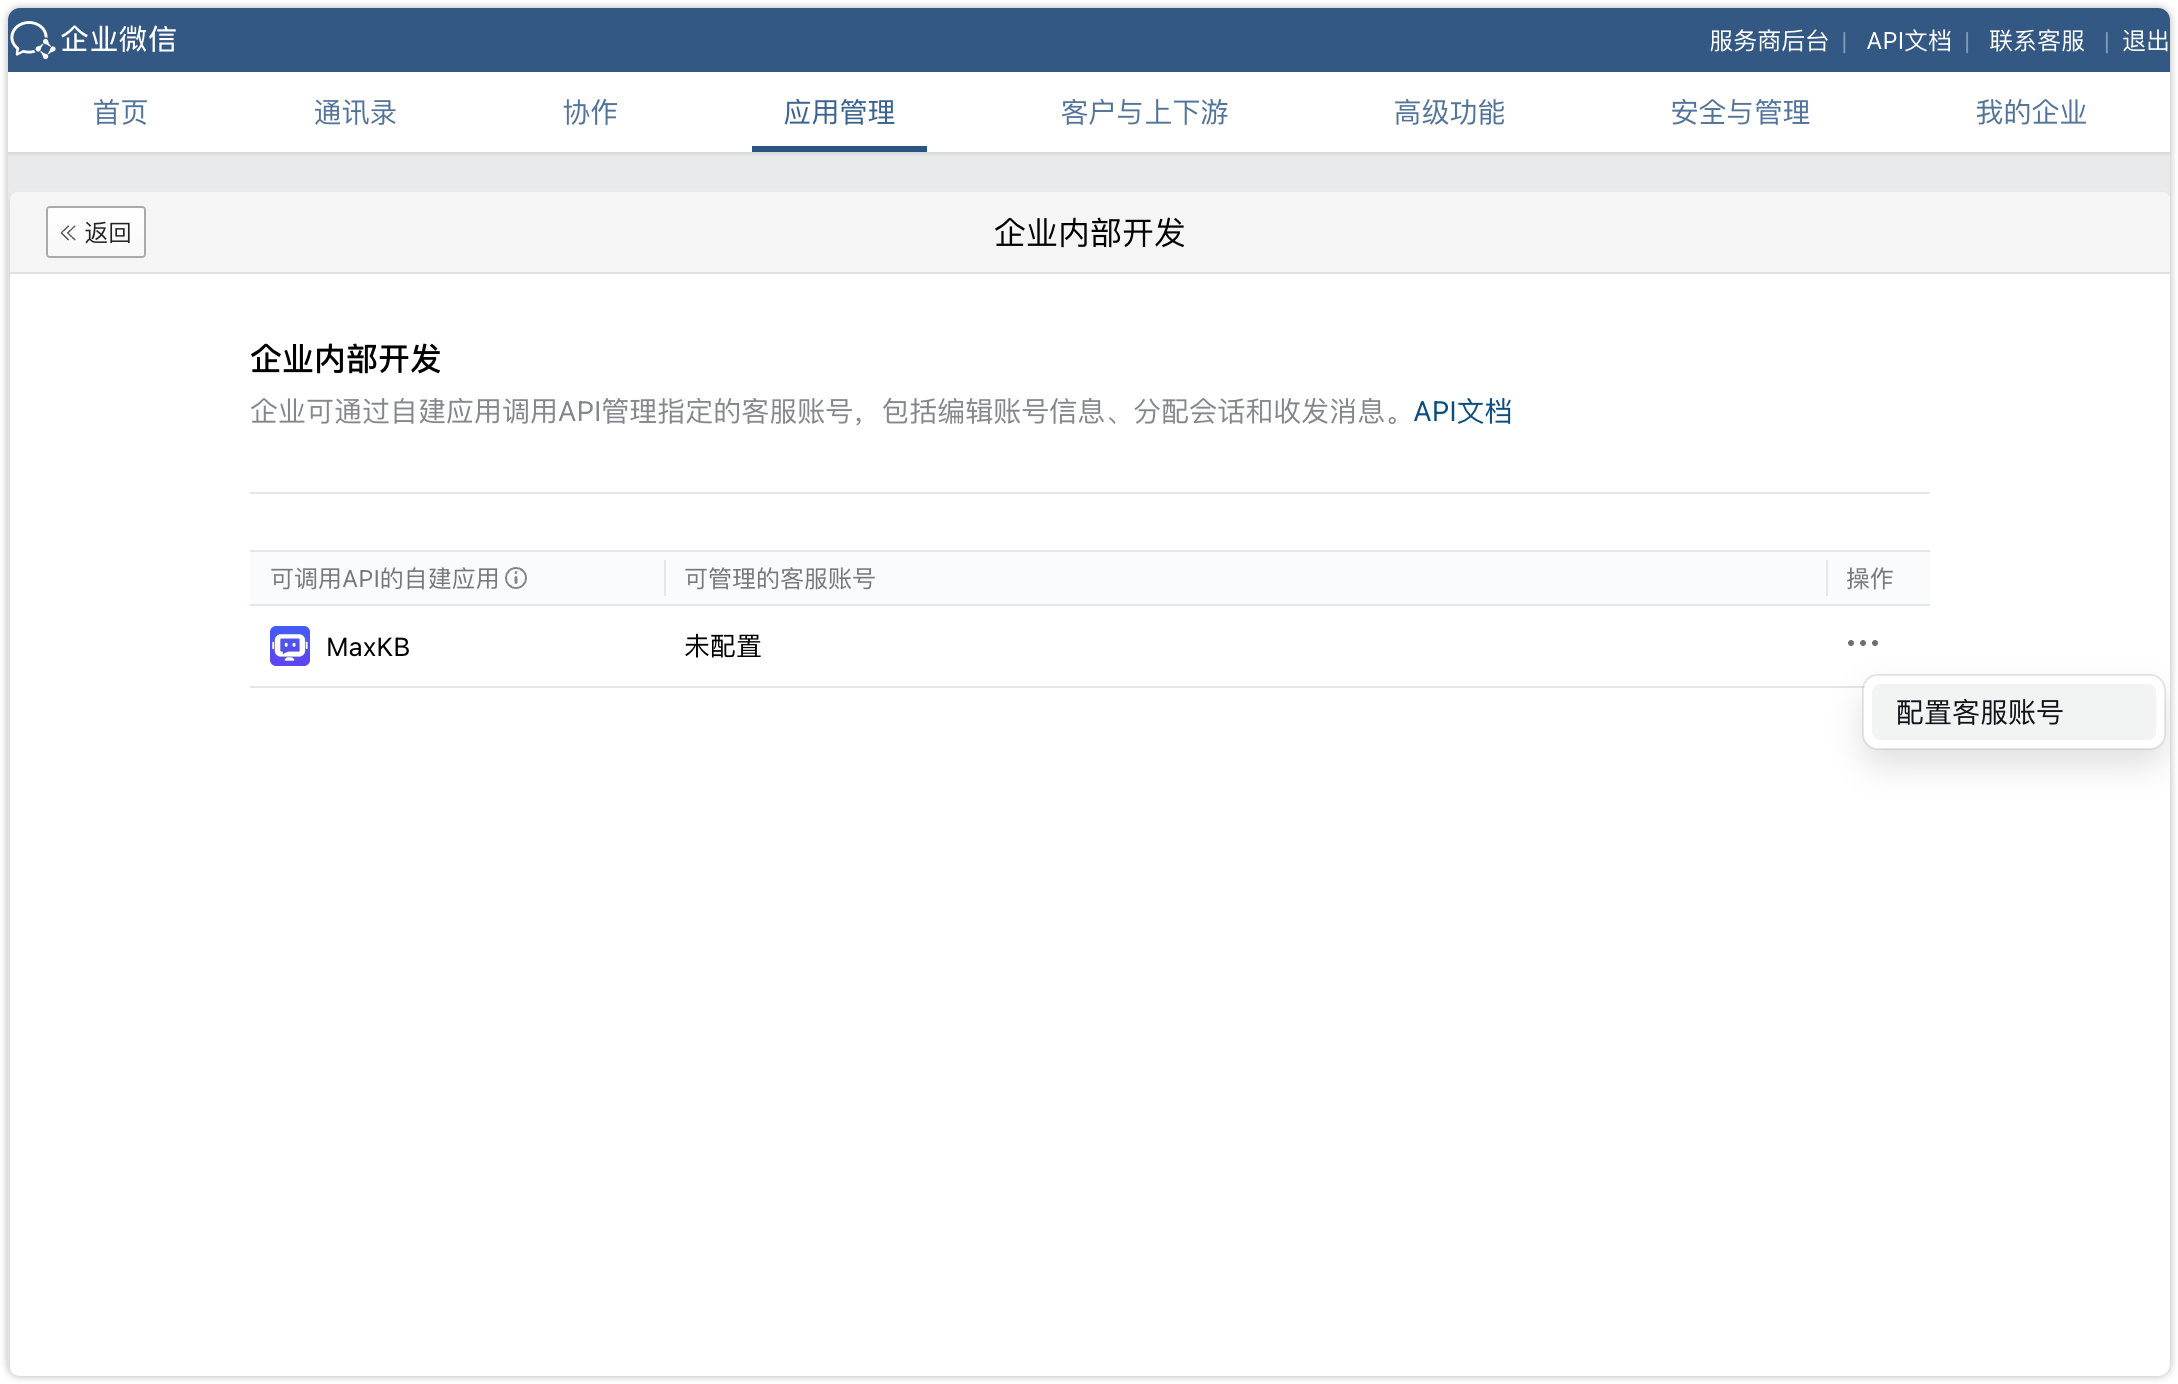 企业微信
服务商后台 | API文档 | 联系客服 | 退出
首页 通讯录 协作 应用管理 客户与上下游 高级功能 安全与管理 我的企业
« 返回
企业内部开发
企业内部开发
企业可通过自建应用调用API管理指定的客服账号，包括编辑账号信息、分配会话和收发消息。API文档
可调用API的自建应用 可管理的客服账号 操作
MaxKB 未配置 •••
配置客服账号